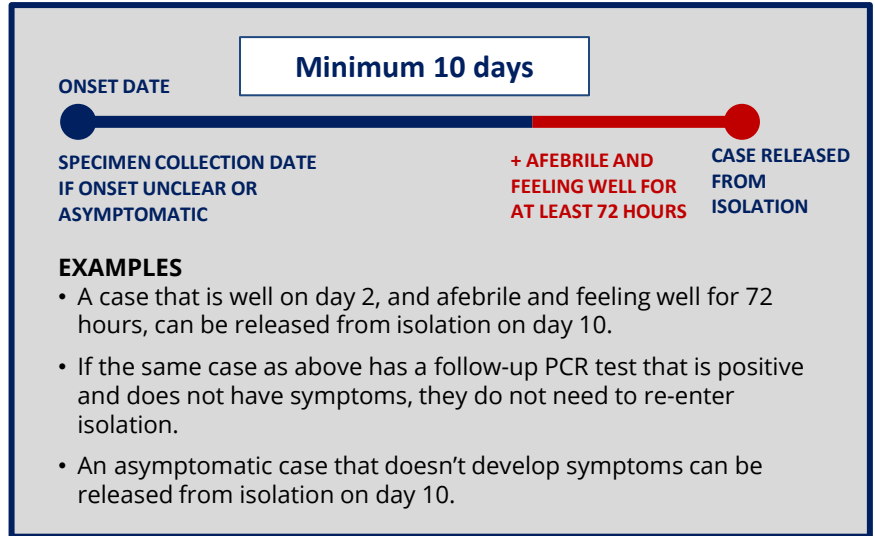 Minimum 10 days
ONSET DATE
SPECIMEN COLLECTION DATE
IF ONSET UNCLEAR OR
ASYMPTOMATIC
+ AFEBRILE AND
FEELING WELL FOR
AT LEAST 72 HOURS
CASE RELEASED
FROM
ISOLATION
EXAMPLES
• A case that is well on day 2, and afebrile and feeling well for 72
hours, can be released from isolation on day 10.
• If the same case as above has a follow-up PCR test that is positive
and does not have symptoms, they do not need to re-enter
isolation.
• An asymptomatic case that doesn’t develop symptoms can be
released from isolation on day 10.